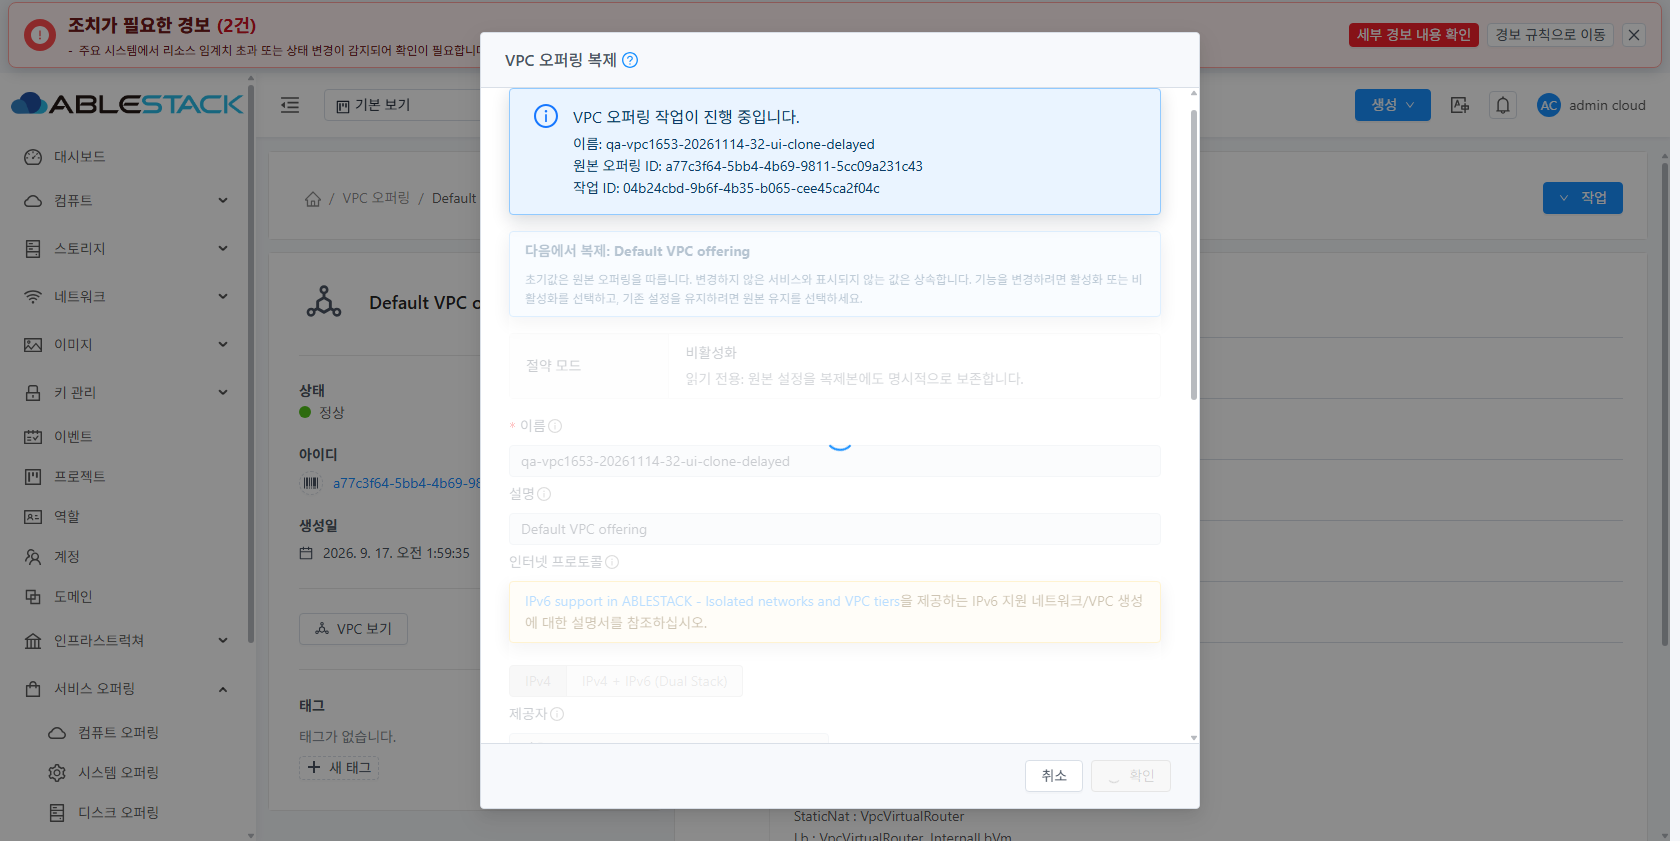 조치가 필요한 경보 (2건)
- 주요 시스템에서 리소스 임계치 초과 또는 상태 변경이 감지되어 확인이 필요합니다
세부 경보 내용 확인
경보 규칙으로 이동
ABLESTACK
기본 보기
생성
AC
admin cloud
대시보드
컴퓨트
스토리지
네트워크
이미지
키 관리
이벤트
프로젝트
역할
계정
도메인
인프라스트럭쳐
서비스 오퍼링
컴퓨트 오퍼링
시스템 오퍼링
디스크 오퍼링
/ VPC 오퍼링 / Default
작업
Default VPC
상태
정상
아이디
a77c3f64-5bb4-4b69-98
생성일
2026. 9. 17. 오전 1:59:35
VPC 보기
태그
태그가 없습니다.
+ 새 태그
VPC 오퍼링 복제
VPC 오퍼링 작업이 진행 중입니다.
이름: qa-vpc1653-20261114-32-ui-clone-delayed
원본 오퍼링 ID: a77c3f64-5bb4-4b69-9811-5cc09a231c43
작업 ID: 04b24cbd-9b6f-4b35-b065-cee45ca2f04c
다음에서 복제: Default VPC offering
초기값은 원본 오퍼링을 따릅니다. 변경하지 않은 서비스와 표시되지 않는 값은 상속합니다. 기능을 변경하려면 활성화 또는 비
활성화를 선택하고, 기존 설정을 유지하려면 원본 유지를 선택하세요.
절약 모드
비활성화
읽기 전용: 원본 설정을 복제본에도 명시적으로 보존합니다.
* 이름
qa-vpc1653-20261114-32-ui-clone-delayed
설명
Default VPC offering
인터넷 프로토콜
IPv6 support in ABLESTACK - Isolated networks and VPC tiers을 제공하는 IPv6 지원 네트워크/VPC 생성
에 대한 설명서를 참조하십시오.
IPv4
IPv4 + IPv6 (Dual Stack)
제공자
취소
확인
StaticNat : VpcVirtualRouter
Lb : VpcVirtualRouter, InternalLbVm